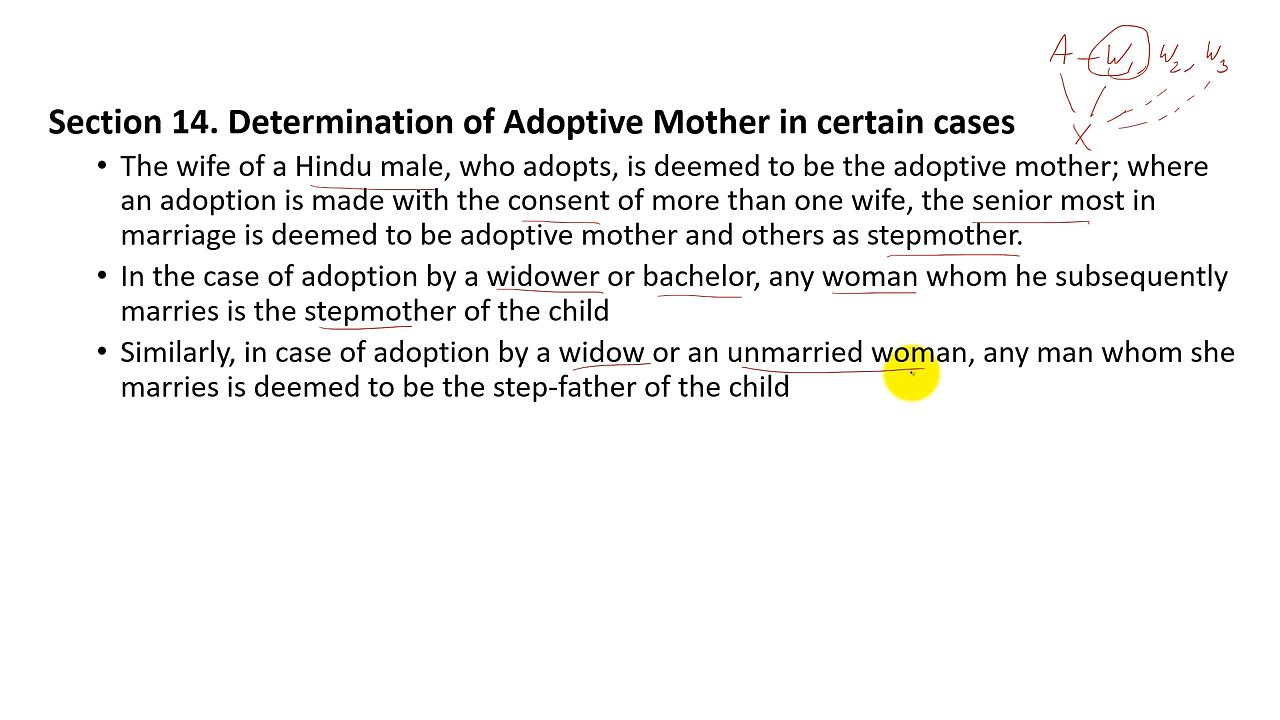 A - W1, W2, W3
X
Section 14. Determination of Adoptive Mother in certain cases
• The wife of a Hindu male, who adopts, is deemed to be the adoptive mother; where
an adoption is made with the consent of more than one wife, the senior most in
marriage is deemed to be adoptive mother and others as stepmother.
• In the case of adoption by a widower or bachelor, any woman whom he subsequently
marries is the stepmother of the child
• Similarly, in case of adoption by a widow or an unmarried woman, any man whom she
marries is deemed to be the step-father of the child